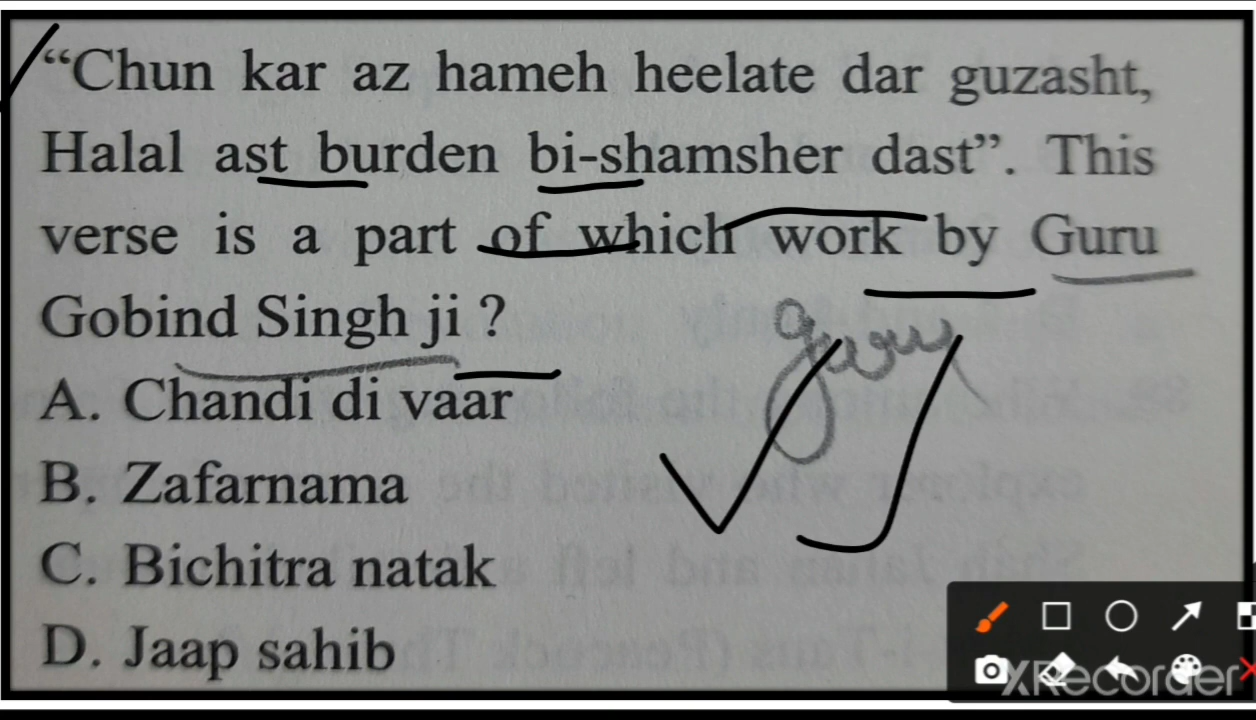 “Chun kar az hameh heelate dar guzasht,
Halal ast burden bi-shamsher dast”. This
verse is a part of which work by Guru
Gobind Singh ji ?
guru
A. Chandi di vaar
B. Zafarnama
C. Bichitra natak
D. Jaap sahib
XRecorder